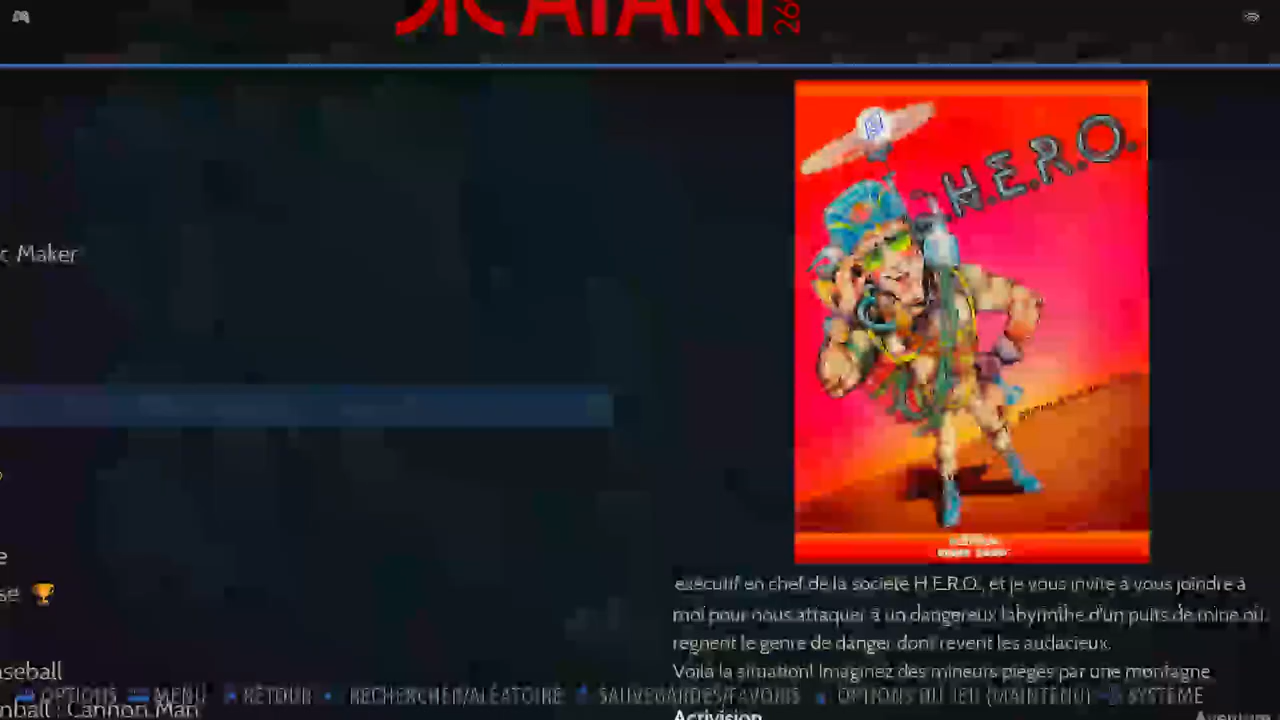 ATARI
2600
H.E.R.O.
c Maker
e
se
exécutif en chef de la société H.E.R.O., et je vous invite à vous joindre à
moi pour nous attaquer à un dangereux labyrinthe d'un puits de mine où
règnent le genre de danger dont rêvent les audacieux.
Voilà la situation! Imaginez des mineurs piégés par une montagne
aseball
OPTIONS MENU RETOUR RECHERCHER/ALÉATOIRE SAUVEGARDES/FAVORIS OPTIONS DU JEU (MAINTENU) SYSTÈME
nball : Cannon Man
Activision
Aventure